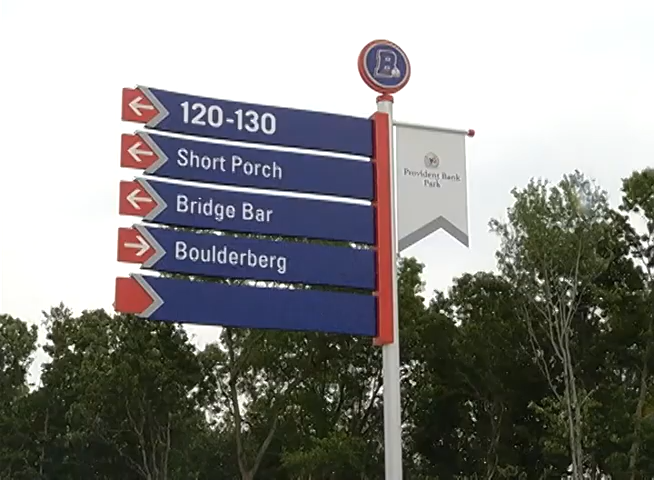 B
120-130
Short Porch
Bridge Bar
Boulderberg
Provident Bank
Park